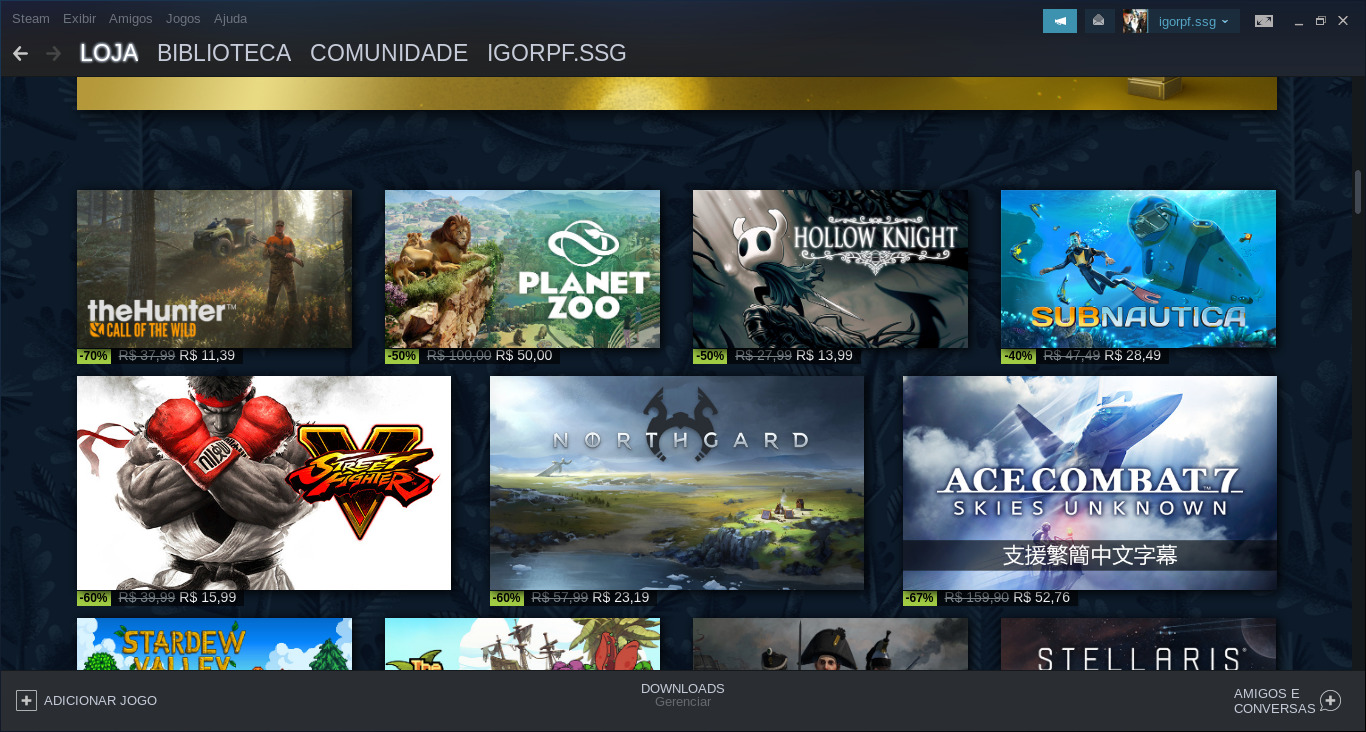 Steam Exibir Amigos Jogos Ajuda
igorpf.ssg
LOJA BIBLIOTECA COMUNIDADE IGORPF.SSG
theHunter™
CALL OF THE WILD
PLANET
ZOO
HOLLOW KNIGHT
SUBNAUTICA
-70% R$ 37,99 R$ 11,39
-50% R$ 100,00 R$ 50,00
-50% R$ 27,99 R$ 13,99
-40% R$ 47,49 R$ 28,49
V
STREET
FIGHTER
NORTHGARD
ACE COMBAT™ 7
SKIES UNKNOWN
支援繁簡中文字幕
-60% R$ 39,99 R$ 15,99
-60% R$ 57,99 R$ 23,19
-67% R$ 159,90 R$ 52,76
STARDEW
VALLEY
The
STELLARIS®
ADICIONAR JOGO
DOWNLOADS
Gerenciar
AMIGOS E
CONVERSAS